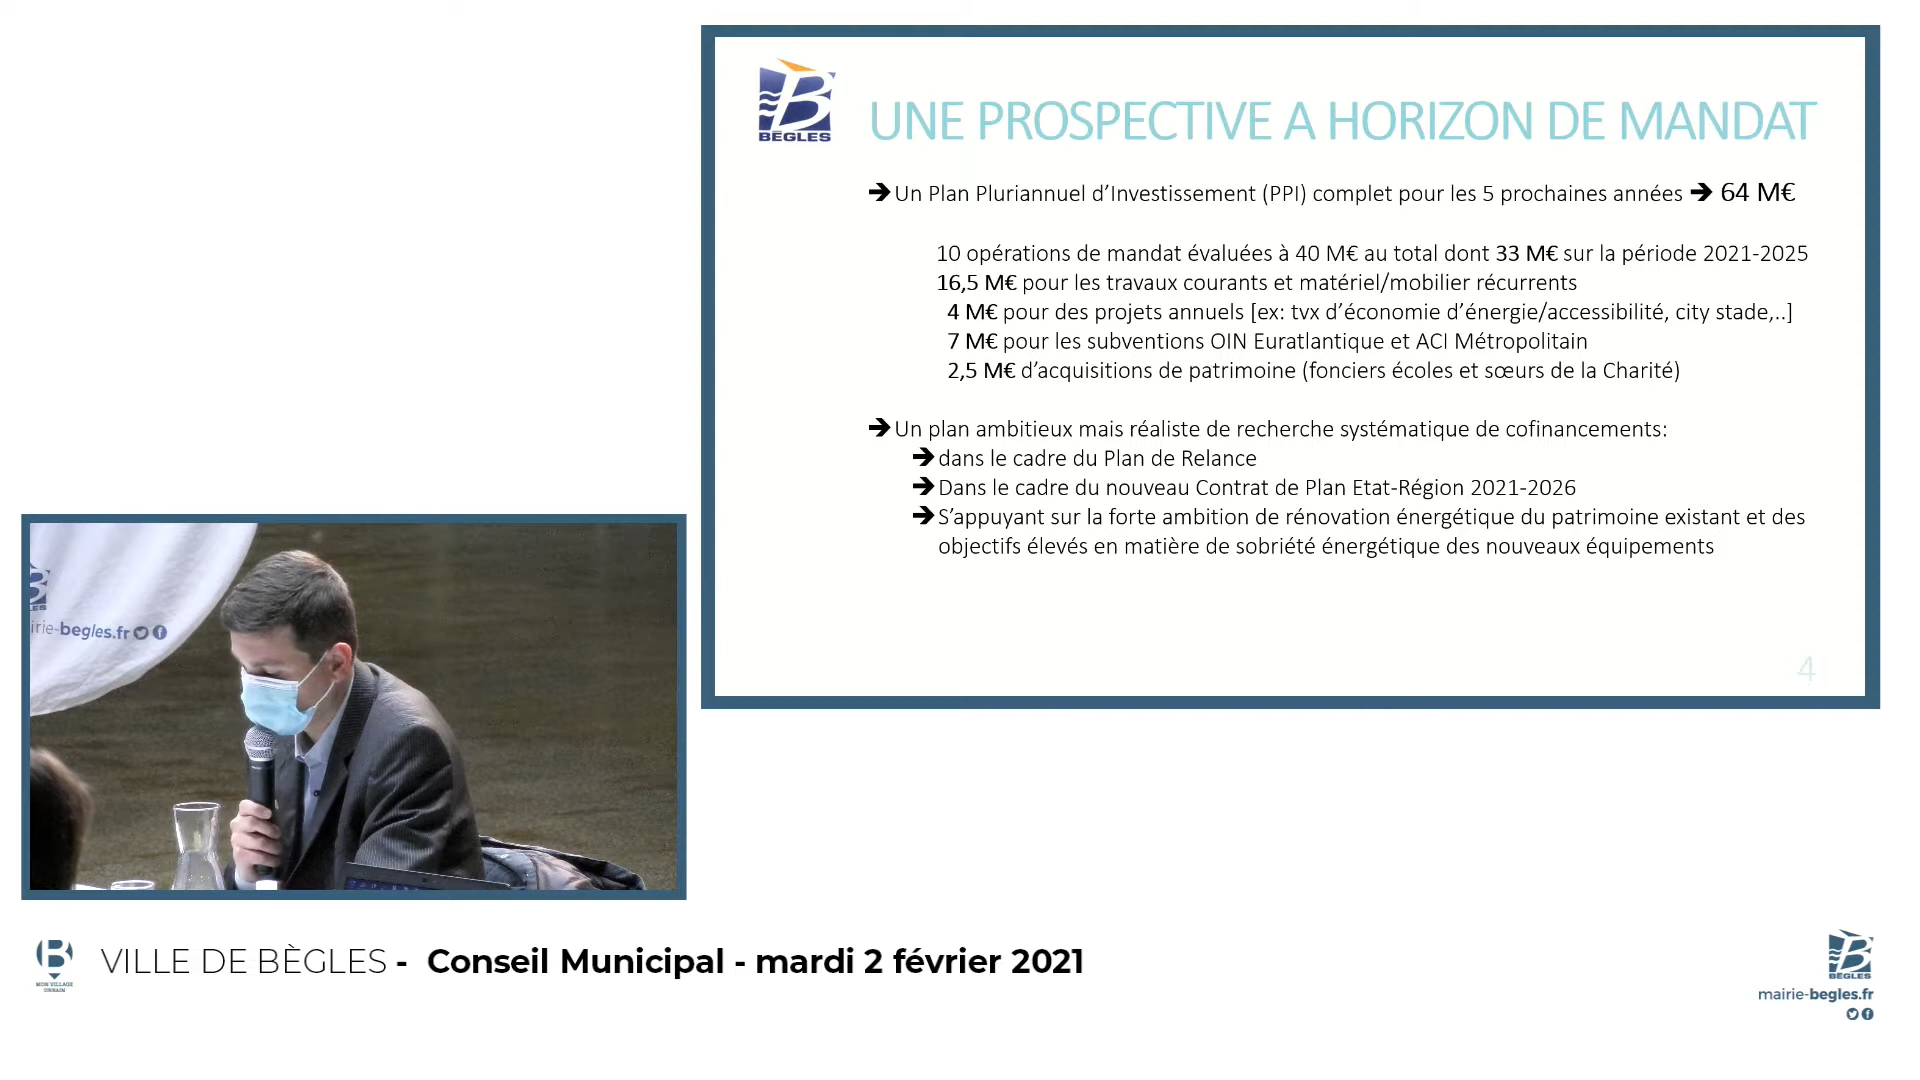 BÈGLES
UNE PROSPECTIVE A HORIZON DE MANDAT
➔ Un Plan Pluriannuel d’Investissement (PPI) complet pour les 5 prochaines années ➔ 64 M€
10 opérations de mandat évaluées à 40 M€ au total dont 33 M€ sur la période 2021-2025
16,5 M€ pour les travaux courants et matériel/mobilier récurrents
4 M€ pour des projets annuels [ex: tvx d’économie d’énergie/accessibilité, city stade,..]
7 M€ pour les subventions OIN Euratlantique et ACI Métropolitain
2,5 M€ d’acquisitions de patrimoine (fonciers écoles et sœurs de la Charité)
➔ Un plan ambitieux mais réaliste de recherche systématique de cofinancements:
➔ dans le cadre du Plan de Relance
➔ Dans le cadre du nouveau Contrat de Plan Etat-Région 2021-2026
➔ S’appuyant sur la forte ambition de rénovation énergétique du patrimoine existant et des
objectifs élevés en matière de sobriété énergétique des nouveaux équipements
4
irie-begles.fr
B
MON VILLAGE
URBAIN
VILLE DE BÈGLES - Conseil Municipal - mardi 2 février 2021
BÈGLES
mairie-begles.fr